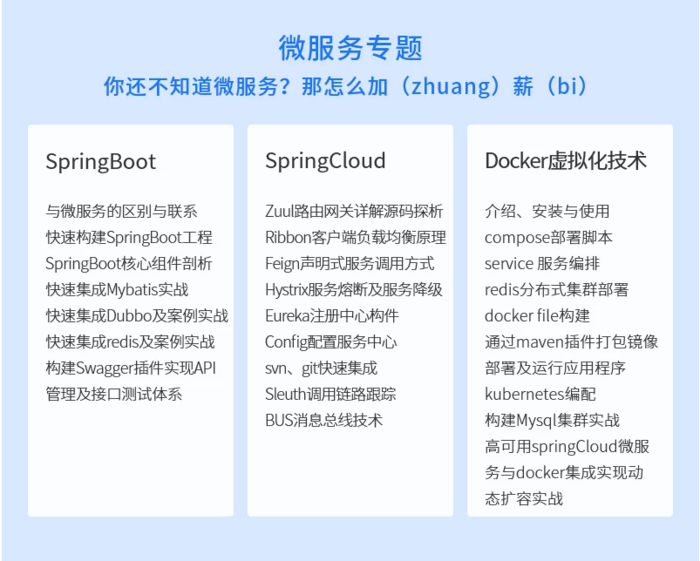 微服务专题
你还不知道微服务？那怎么加（zhuang）薪（bi）
SpringBoot
与微服务的区别与联系
快速构建SpringBoot工程
SpringBoot核心组件剖析
快速集成Mybatis实战
快速集成Dubbo及案例实战
快速集成redis及案例实战
构建Swagger插件实现API
管理及接口测试体系
SpringCloud
Zuul路由网关详解源码探析
Ribbon客户端负载均衡原理
Feign声明式服务调用方式
Hystrix服务熔断及服务降级
Eureka注册中心构件
Config配置服务中心
svn、git快速集成
Sleuth调用链路跟踪
BUS消息总线技术
Docker虚拟化技术
介绍、安装与使用
compose部署脚本
service 服务编排
redis分布式集群部署
docker file构建
通过maven插件打包镜像
部署及运行应用程序
kubernetes编配
构建Mysql集群实战
高可用springCloud微服
务与docker集成实现动
态扩容实战